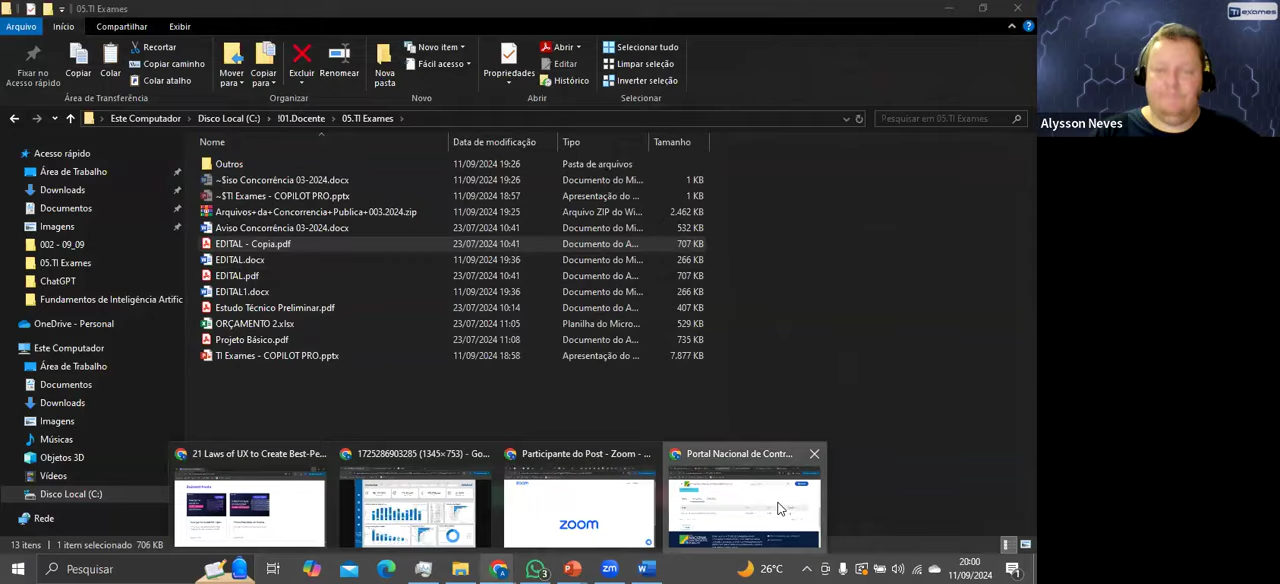 05.TI Exames
TI exames
Arquivo Início Compartilhar Exibir
Fixar no Acesso rápido
Copiar
Colar
Recortar
Copiar caminho
Colar atalho
Mover para
Copiar para
Excluir
Renomear
Nova pasta
Novo item
Fácil acesso
Propriedades
Abrir
Editar
Histórico
Selecionar tudo
Limpar seleção
Inverter seleção
Área de Transferência Organizar Novo Abrir Selecionar
Alysson Neves
Este Computador > Disco Local (C:) > !01.Docente > 05.TI Exames >
Pesquisar em 05.TI Exames
Nome Data de modificação Tipo Tamanho
Acesso rápido
Área de Trabalho
Downloads
Documentos
Imagens
002 - 09_09
05.TI Exames
ChatGPT
Fundamentos de Inteligência Artific
OneDrive - Personal
Este Computador
Área de Trabalho
Documentos
Downloads
Imagens
Músicas
Objetos 3D
Vídeos
Disco Local (C:)
Rede
Outros 11/09/2024 19:26 Pasta de arquivos
~$iso Concorrência 03-2024.docx 11/09/2024 19:26 Documento do Mi... 1 KB
~$TI Exames - COPILOT PRO.pptx 11/09/2024 18:57 Apresentação do ... 1 KB
Arquivos+da+Concorrencia+Publica+003.2024.zip 11/09/2024 19:25 Arquivo ZIP do Wi... 2,462 KB
Aviso Concorrência 03-2024.docx 23/07/2024 10:41 Documento do Mi... 532 KB
EDITAL - Copia.pdf 23/07/2024 10:41 Documento do A... 707 KB
EDITAL.docx 11/09/2024 19:36 Documento do Mi... 266 KB
EDITAL.pdf 23/07/2024 10:41 Documento do A... 707 KB
EDITAL1.docx 11/09/2024 19:36 Documento do Mi... 266 KB
Estudo Técnico Preliminar.pdf 23/07/2024 10:14 Documento do A... 407 KB
ORÇAMENTO 2.xlsx 23/07/2024 11:05 Planilha do Micro... 529 KB
Projeto Básico.pdf 23/07/2024 11:08 Documento do A... 735 KB
TI Exames - COPILOT PRO.pptx 11/09/2024 18:58 Apresentação do ... 7.877 KB
21 Laws of UX to Create Best-Pe...
1725286903285 (1345×753) - Go...
Participante do Post - Zoom - ...
Portal Nacional de Contr...
zoom
zoom
13 itens 1 item selecionado 706 KB
Pesquisar
3
zm
26°C
20:00
11/09/2024
1